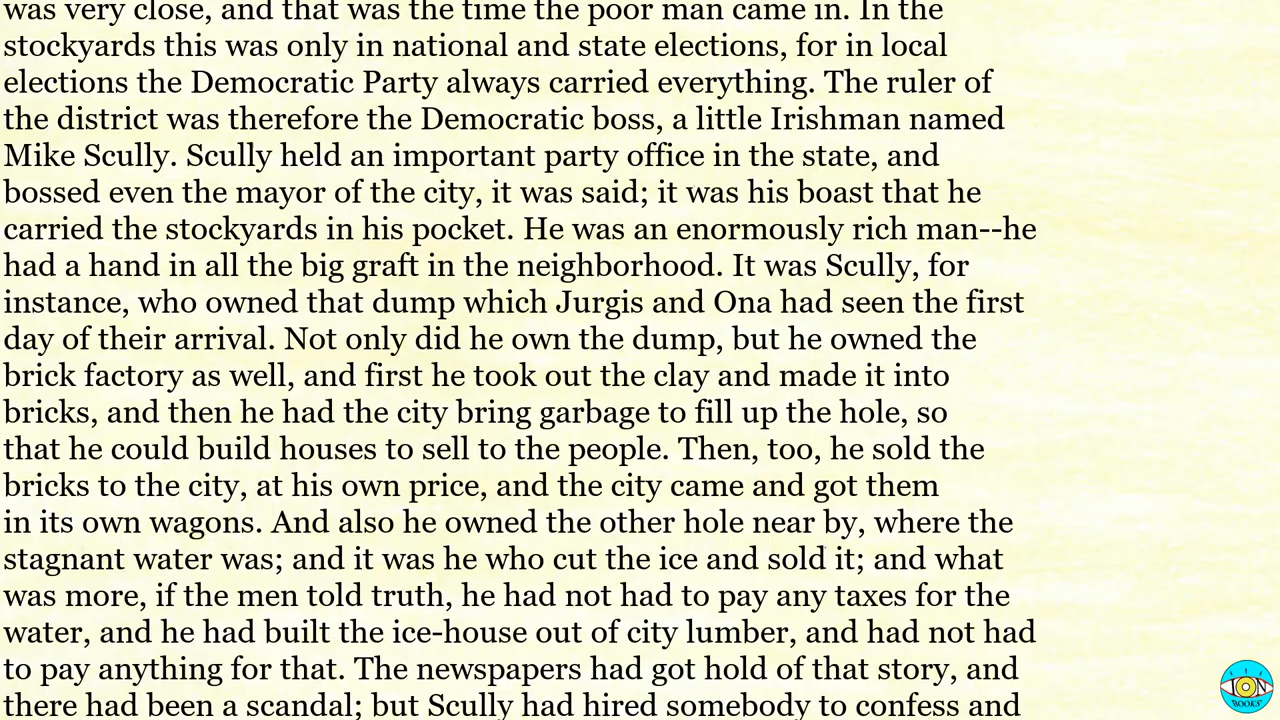 was very close, and that was the time the poor man came in. In the
stockyards this was only in national and state elections, for in local
elections the Democratic Party always carried everything. The ruler of
the district was therefore the Democratic boss, a little Irishman named
Mike Scully. Scully held an important party office in the state, and
bossed even the mayor of the city, it was said; it was his boast that he
carried the stockyards in his pocket. He was an enormously rich man--he
had a hand in all the big graft in the neighborhood. It was Scully, for
instance, who owned that dump which Jurgis and Ona had seen the first
day of their arrival. Not only did he own the dump, but he owned the
brick factory as well, and first he took out the clay and made it into
bricks, and then he had the city bring garbage to fill up the hole, so
that he could build houses to sell to the people. Then, too, he sold the
bricks to the city, at his own price, and the city came and got them
in its own wagons. And also he owned the other hole near by, where the
stagnant water was; and it was he who cut the ice and sold it; and what
was more, if the men told truth, he had not had to pay any taxes for the
water, and he had built the ice-house out of city lumber, and had not had
to pay anything for that. The newspapers had got hold of that story, and
there had been a scandal; but Scully had hired somebody to confess and
ION
BOOKS